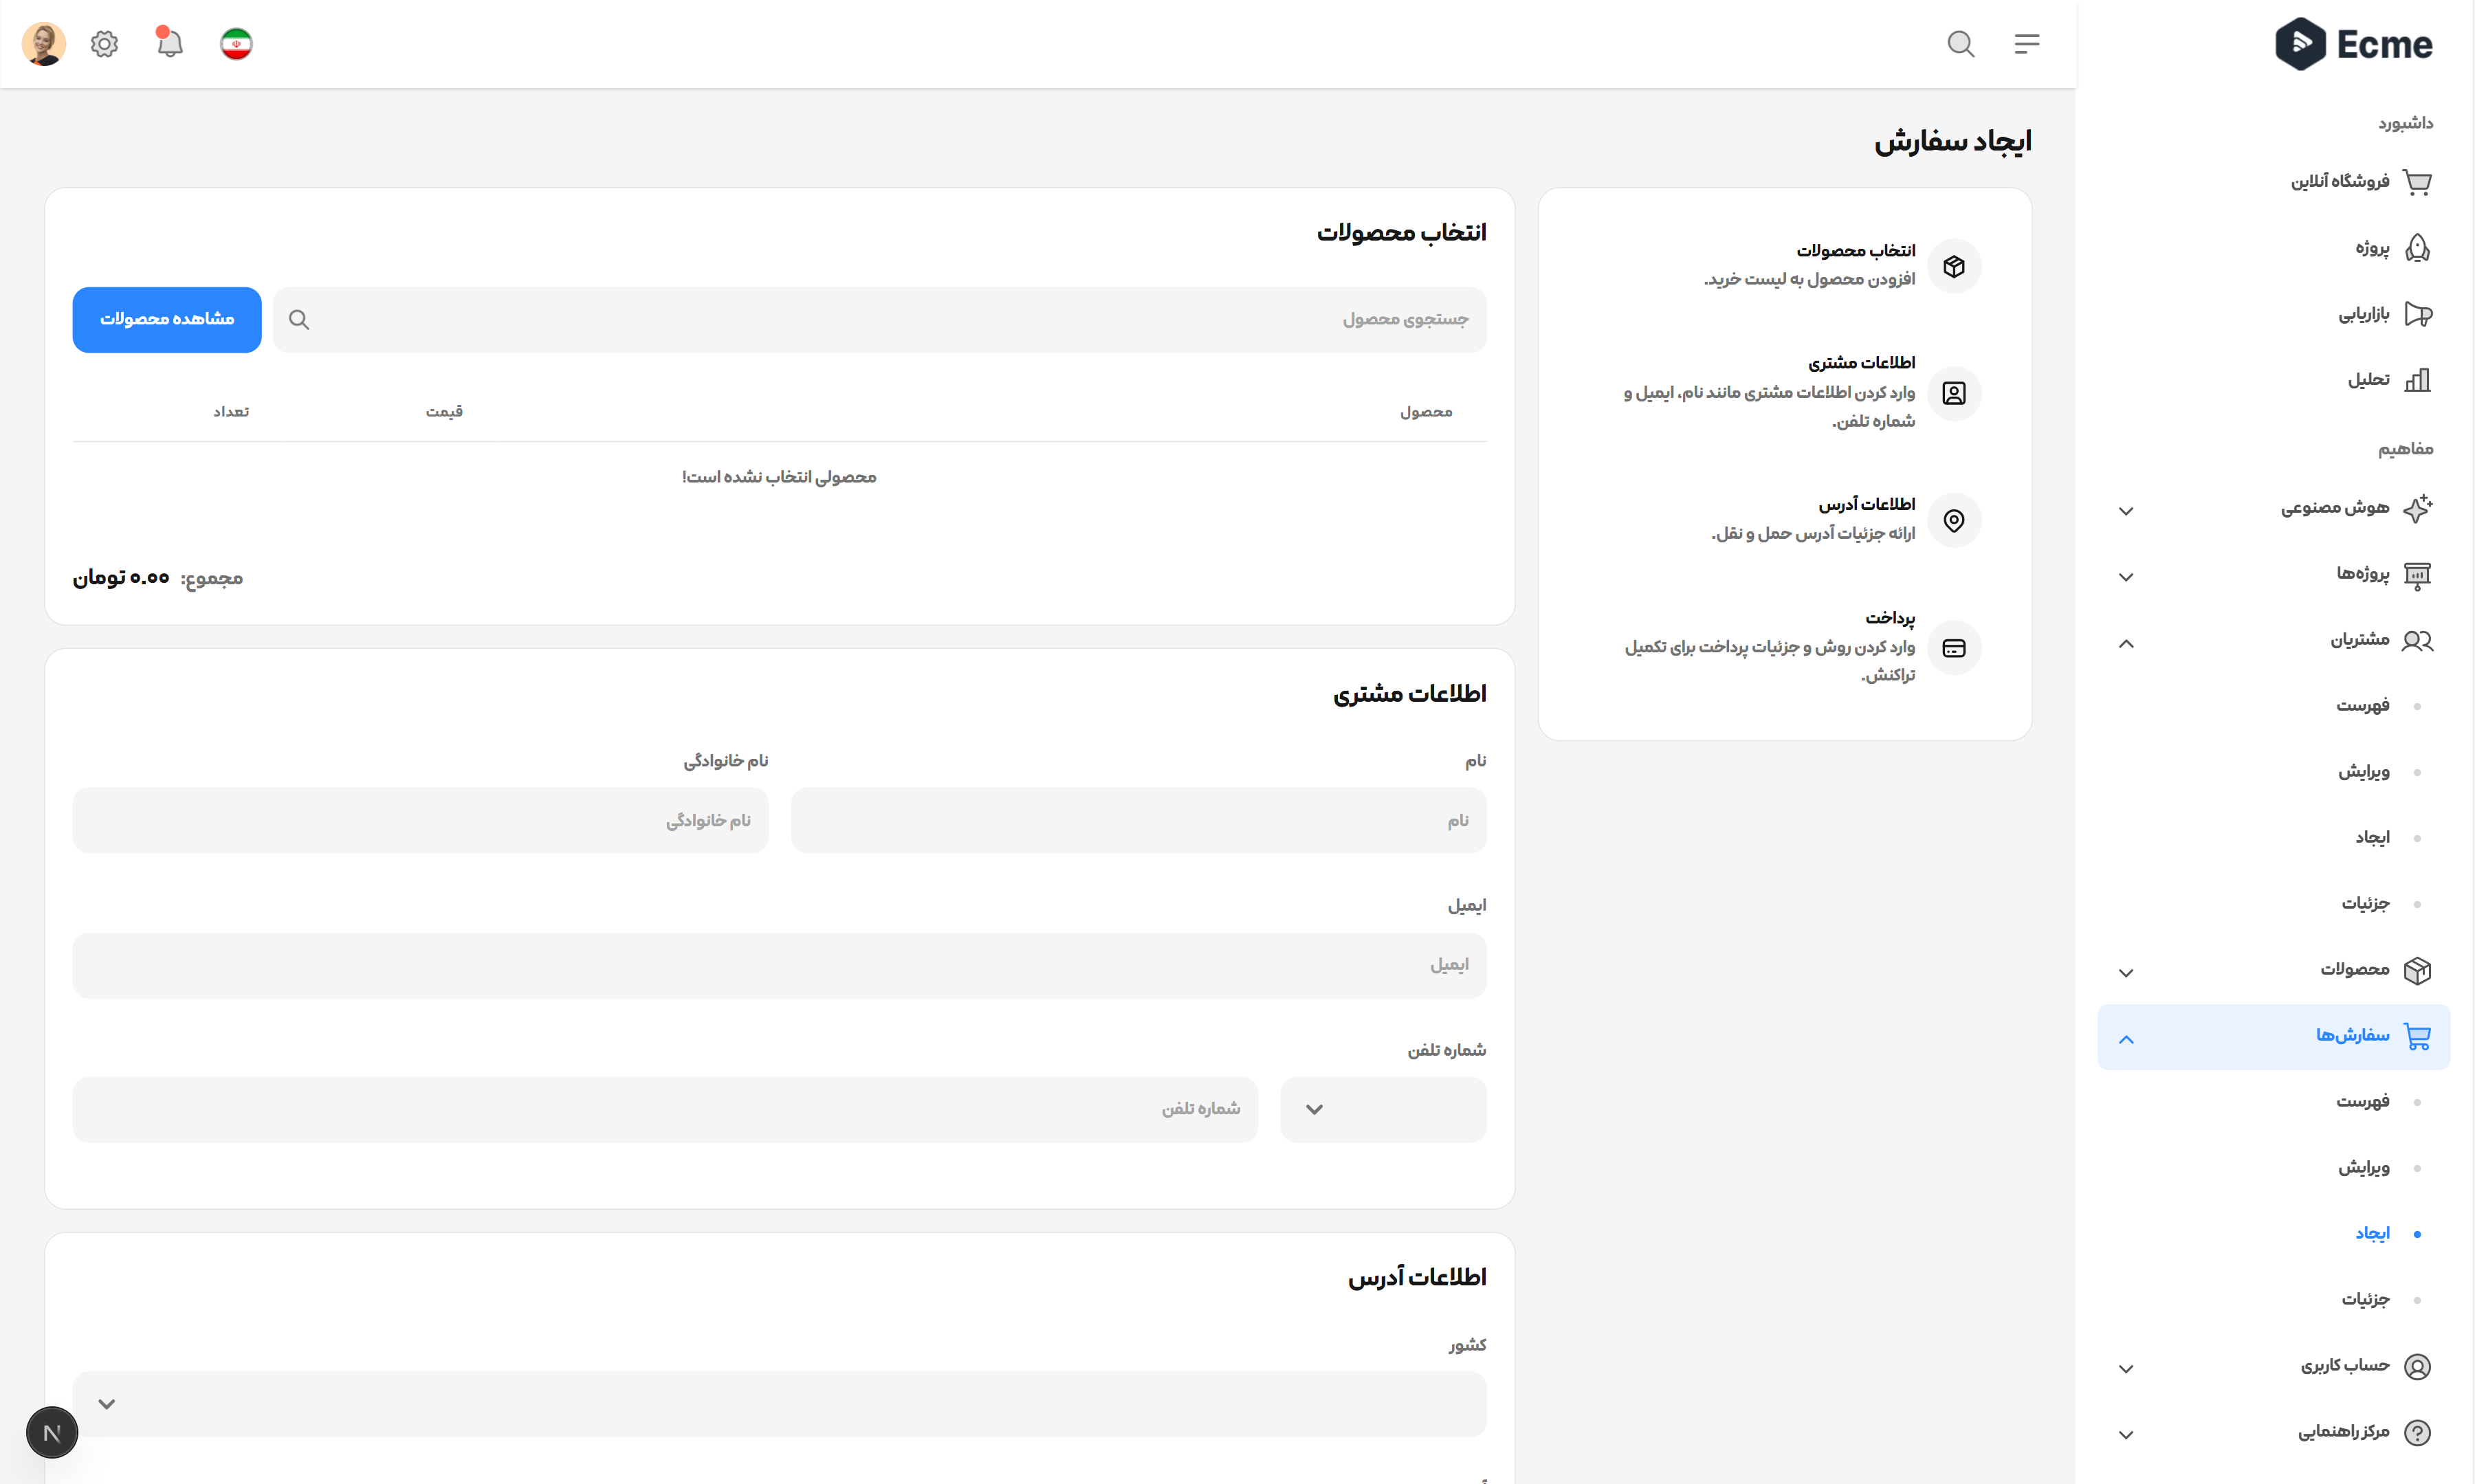 Ecme
داشبورد
فروشگاه آنلاین
پروژه
بازاریابی
تحلیل
مفاهیم
هوش مصنوعی
پروژه‌ها
مشتریان
فهرست
ویرایش
ایجاد
جزئیات
محصولات
سفارش‌ها
فهرست
ویرایش
ایجاد
جزئیات
حساب کاربری
مرکز راهنمایی
ایجاد سفارش
انتخاب محصولات
افزودن محصول به لیست خرید.
اطلاعات مشتری
وارد کردن اطلاعات مشتری مانند نام، ایمیل و
شماره تلفن.
اطلاعات آدرس
ارائه جزئیات آدرس حمل و نقل.
پرداخت
وارد کردن روش و جزئیات پرداخت برای تکمیل
تراکنش.
انتخاب محصولات
جستجوی محصول
مشاهده محصولات
محصول قیمت تعداد
محصولی انتخاب نشده است!
مجموع: ۰.۰۰ تومان
اطلاعات مشتری
نام نام خانوادگی
نام نام خانوادگی
ایمیل
ایمیل
شماره تلفن
شماره تلفن
اطلاعات آدرس
کشور
N